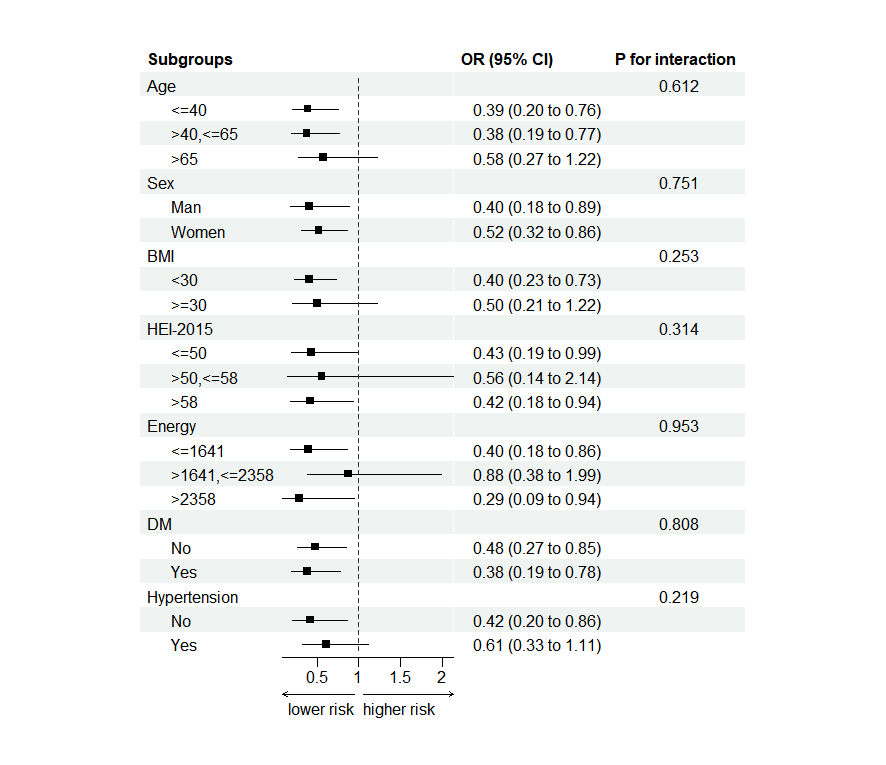 Subgroups OR (95% CI) P for interaction
Age 0.612
<=40 0.39 (0.20 to 0.76)
>40,<=65 0.38 (0.19 to 0.77)
>65 0.58 (0.27 to 1.22)
Sex 0.751
Man 0.40 (0.18 to 0.89)
Women 0.52 (0.32 to 0.86)
BMI 0.253
<30 0.40 (0.23 to 0.73)
>=30 0.50 (0.21 to 1.22)
HEI-2015 0.314
<=50 0.43 (0.19 to 0.99)
>50,<=58 0.56 (0.14 to 2.14)
>58 0.42 (0.18 to 0.94)
Energy 0.953
<=1641 0.40 (0.18 to 0.86)
>1641,<=2358 0.88 (0.38 to 1.99)
>2358 0.29 (0.09 to 0.94)
DM 0.808
No 0.48 (0.27 to 0.85)
Yes 0.38 (0.19 to 0.78)
Hypertension 0.219
No 0.42 (0.20 to 0.86)
Yes 0.61 (0.33 to 1.11)
0.5 1 1.5 2
lower risk higher risk